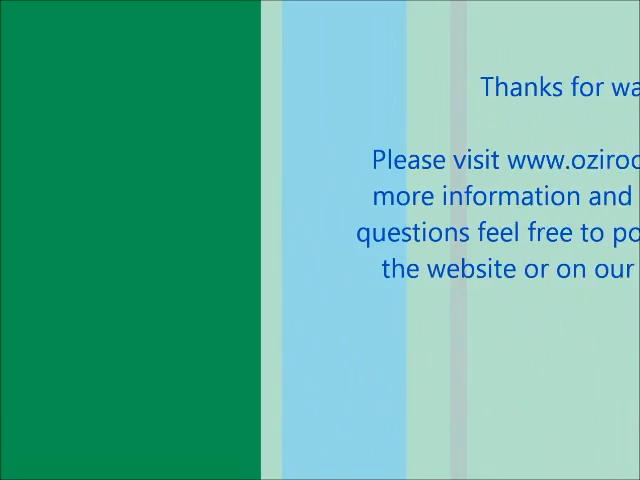 Thanks for wa
Please visit www.oziroc
more information and
questions feel free to po
the website or on our